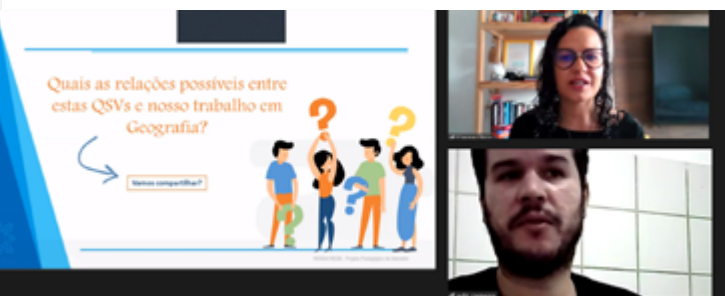 Quais as relações possíveis entre
estas QSVs e nosso trabalho em
Geografia?
Vamos compartilhar?